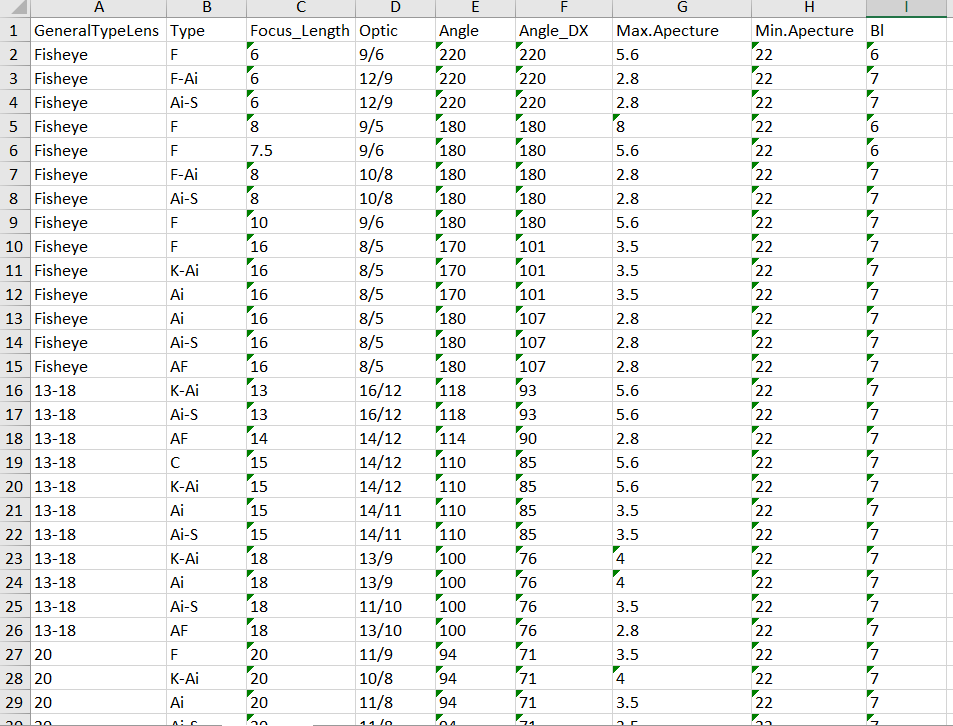 A B C D E F G H I
1 GeneralTypeLens Type Focus_Length Optic Angle Angle_DX Max.Apecture Min.Apecture Bl
2 Fisheye F 6 9/6 220 220 5.6 22 6
3 Fisheye F-Ai 6 12/9 220 220 2.8 22 7
4 Fisheye Ai-S 6 12/9 220 220 2.8 22 7
5 Fisheye F 8 9/5 180 180 8 22 6
6 Fisheye F 7.5 9/6 180 180 5.6 22 6
7 Fisheye F-Ai 8 10/8 180 180 2.8 22 7
8 Fisheye Ai-S 8 10/8 180 180 2.8 22 7
9 Fisheye F 10 9/6 180 180 5.6 22 7
10 Fisheye F 16 8/5 170 101 3.5 22 7
11 Fisheye K-Ai 16 8/5 170 101 3.5 22 7
12 Fisheye Ai 16 8/5 170 101 3.5 22 7
13 Fisheye Ai 16 8/5 180 107 2.8 22 7
14 Fisheye Ai-S 16 8/5 180 107 2.8 22 7
15 Fisheye AF 16 8/5 180 107 2.8 22 7
16 13-18 K-Ai 13 16/12 118 93 5.6 22 7
17 13-18 Ai-S 13 16/12 118 93 5.6 22 7
18 13-18 AF 14 14/12 114 90 2.8 22 7
19 13-18 C 15 14/12 110 85 5.6 22 7
20 13-18 K-Ai 15 14/12 110 85 5.6 22 7
21 13-18 Ai 15 14/11 110 85 3.5 22 7
22 13-18 Ai-S 15 14/11 110 85 3.5 22 7
23 13-18 K-Ai 18 13/9 100 76 4 22 7
24 13-18 Ai 18 13/9 100 76 4 22 7
25 13-18 Ai-S 18 11/10 100 76 3.5 22 7
26 13-18 AF 18 13/10 100 76 2.8 22 7
27 20 F 20 11/9 94 71 3.5 22 7
28 20 K-Ai 20 10/8 94 71 4 22 7
29 20 Ai 20 11/8 94 71 3.5 22 7